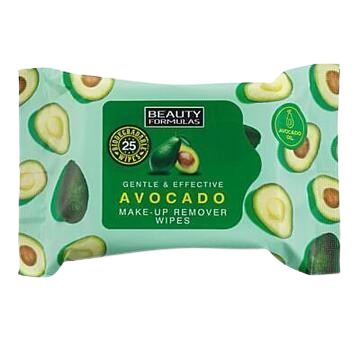 BEAUTY
FORMULAS
BIODEGRADABLE
25
WIPES
AVOCADO
OIL
GENTLE & EFFECTIVE
AVOCADO
MAKE-UP REMOVER
WIPES